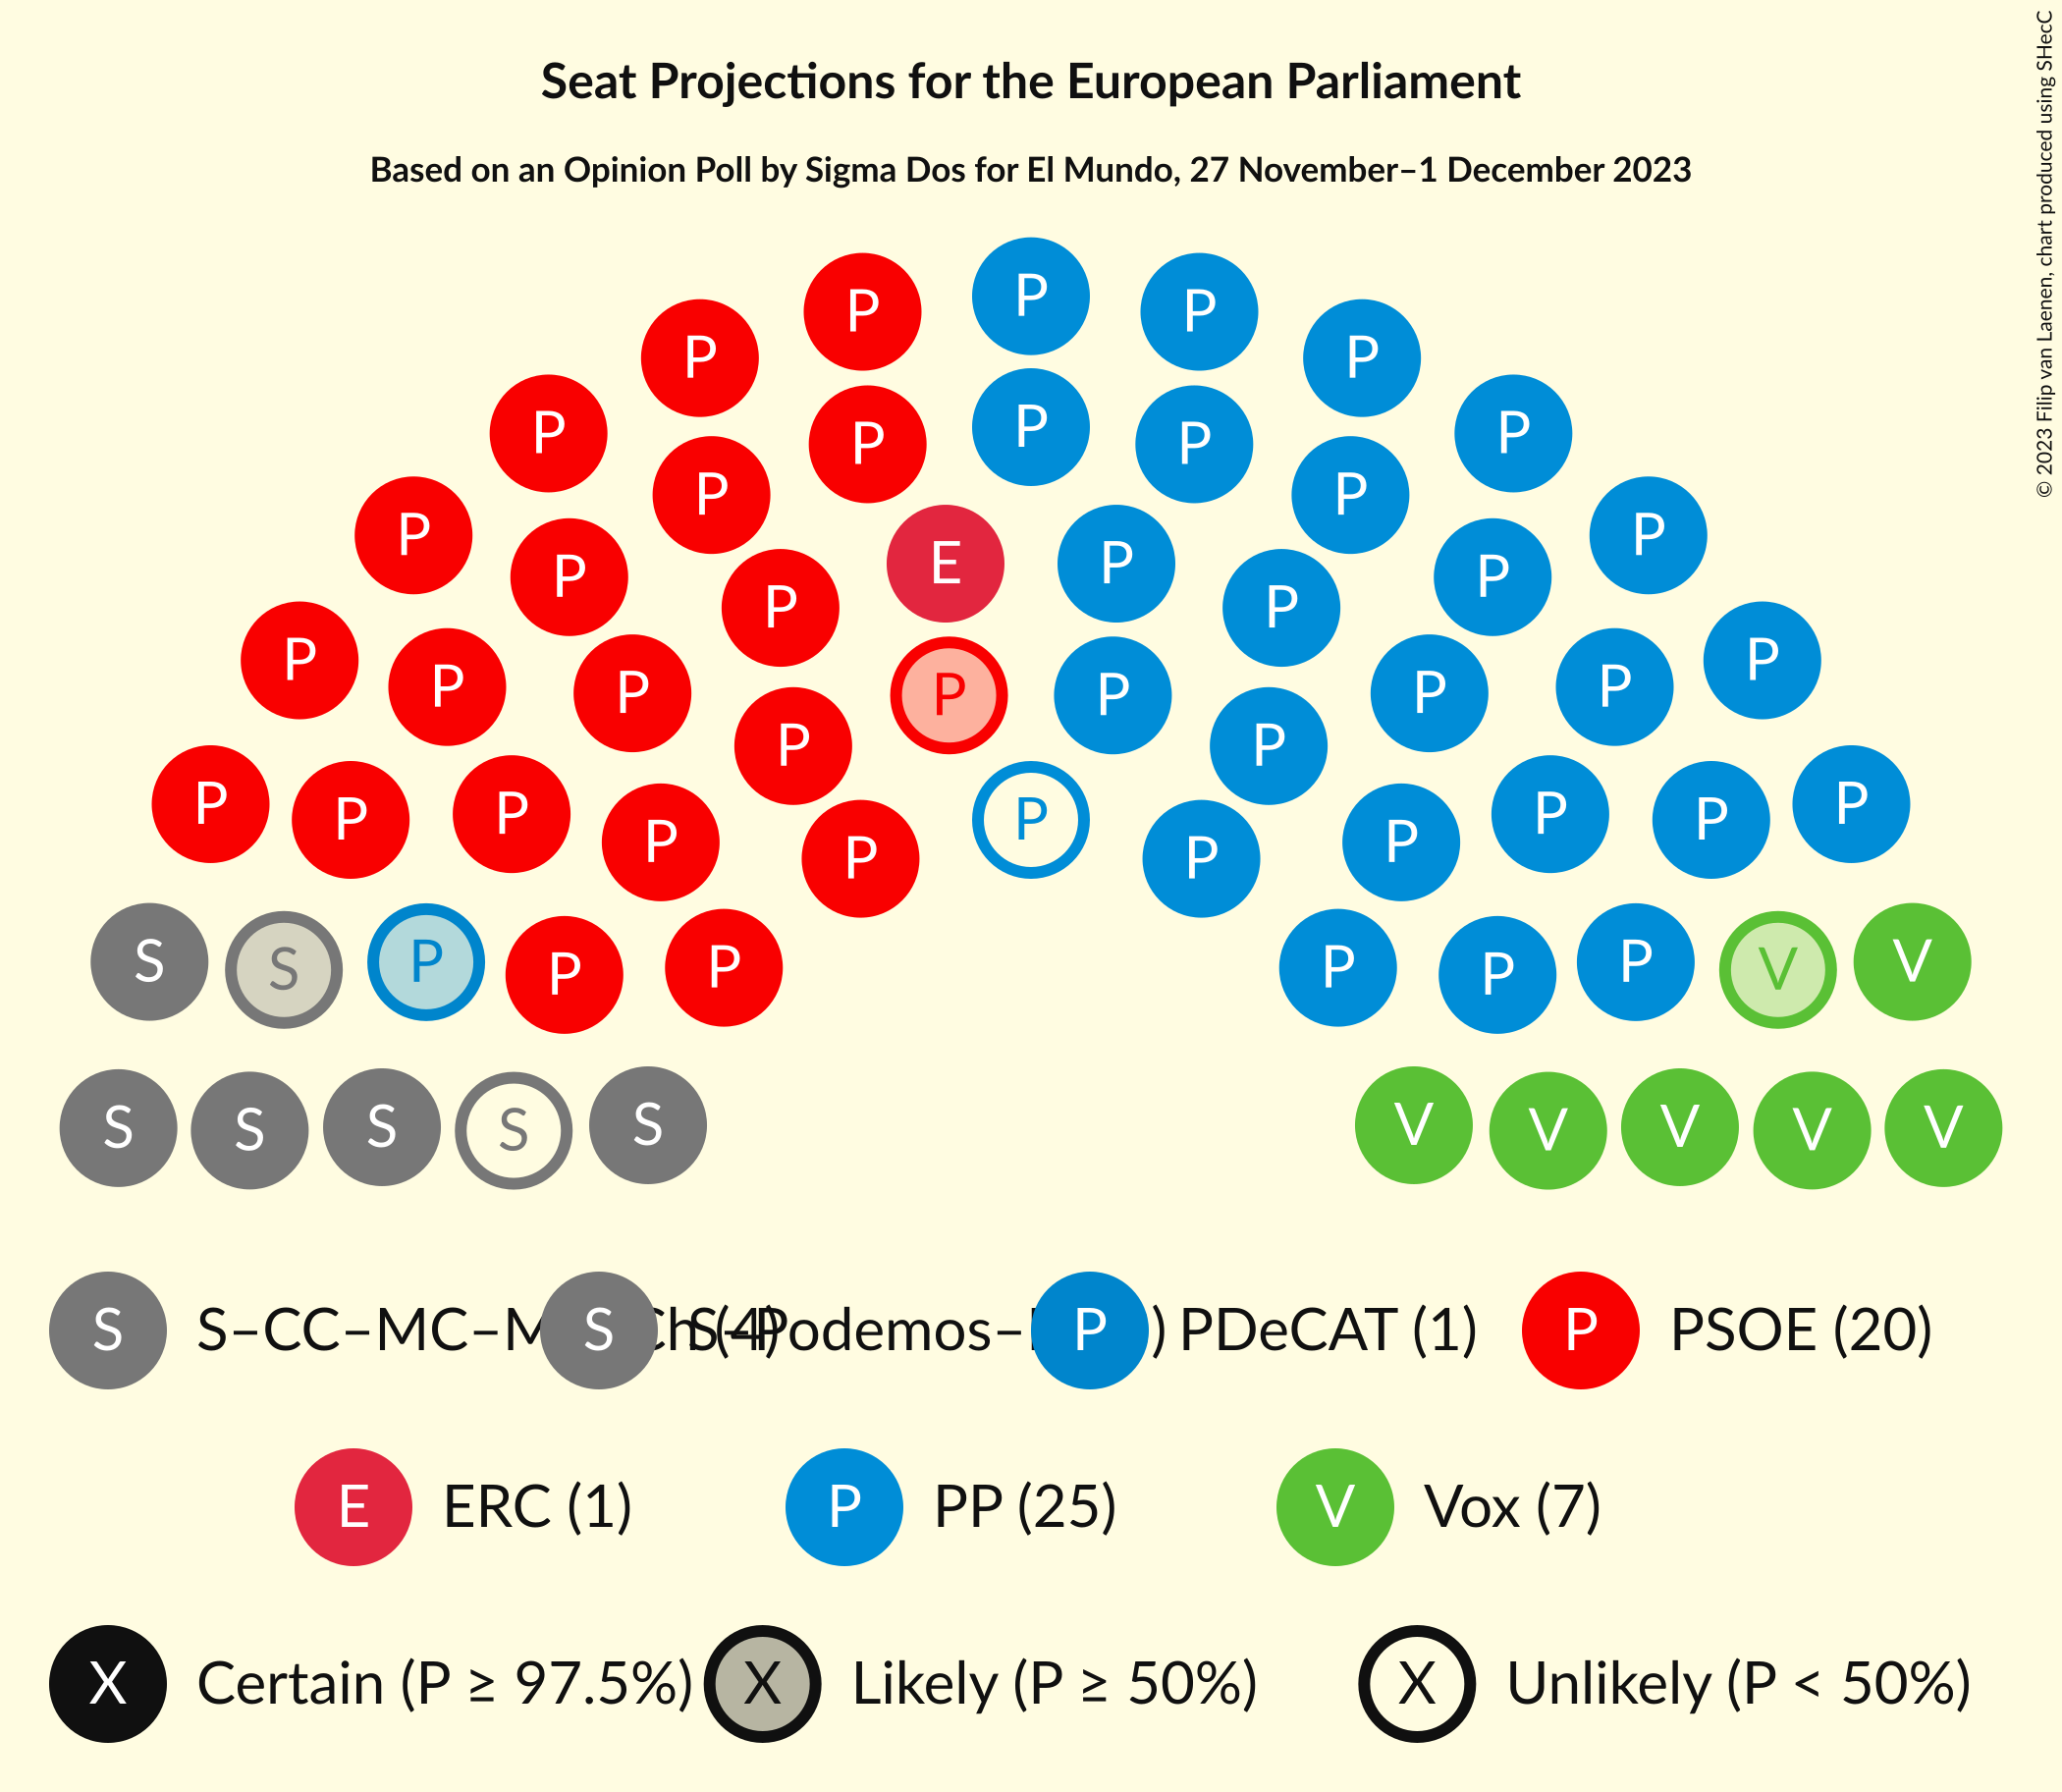 Seat Projections for the European Parliament
Based on an Opinion Poll by Sigma Dos for El Mundo, 27 November–1 December 2023
© 2023 Filip van Laenen, chart produced using SHecC
P P P
P P P P
P P P P
P P E P P P
P P P P
P P P P P P
P P P P
P P P P P P P P P P
P P
S S P P P P P P V V
S S S S S V V V V V
S S–CC–MC–M Ch (4) S S–Podemos– ) P PDeCAT (1) P PSOE (20)
E ERC (1) P PP (25) V Vox (7)
X Certain (P ≥ 97.5%) X Likely (P ≥ 50%) X Unlikely (P < 50%)